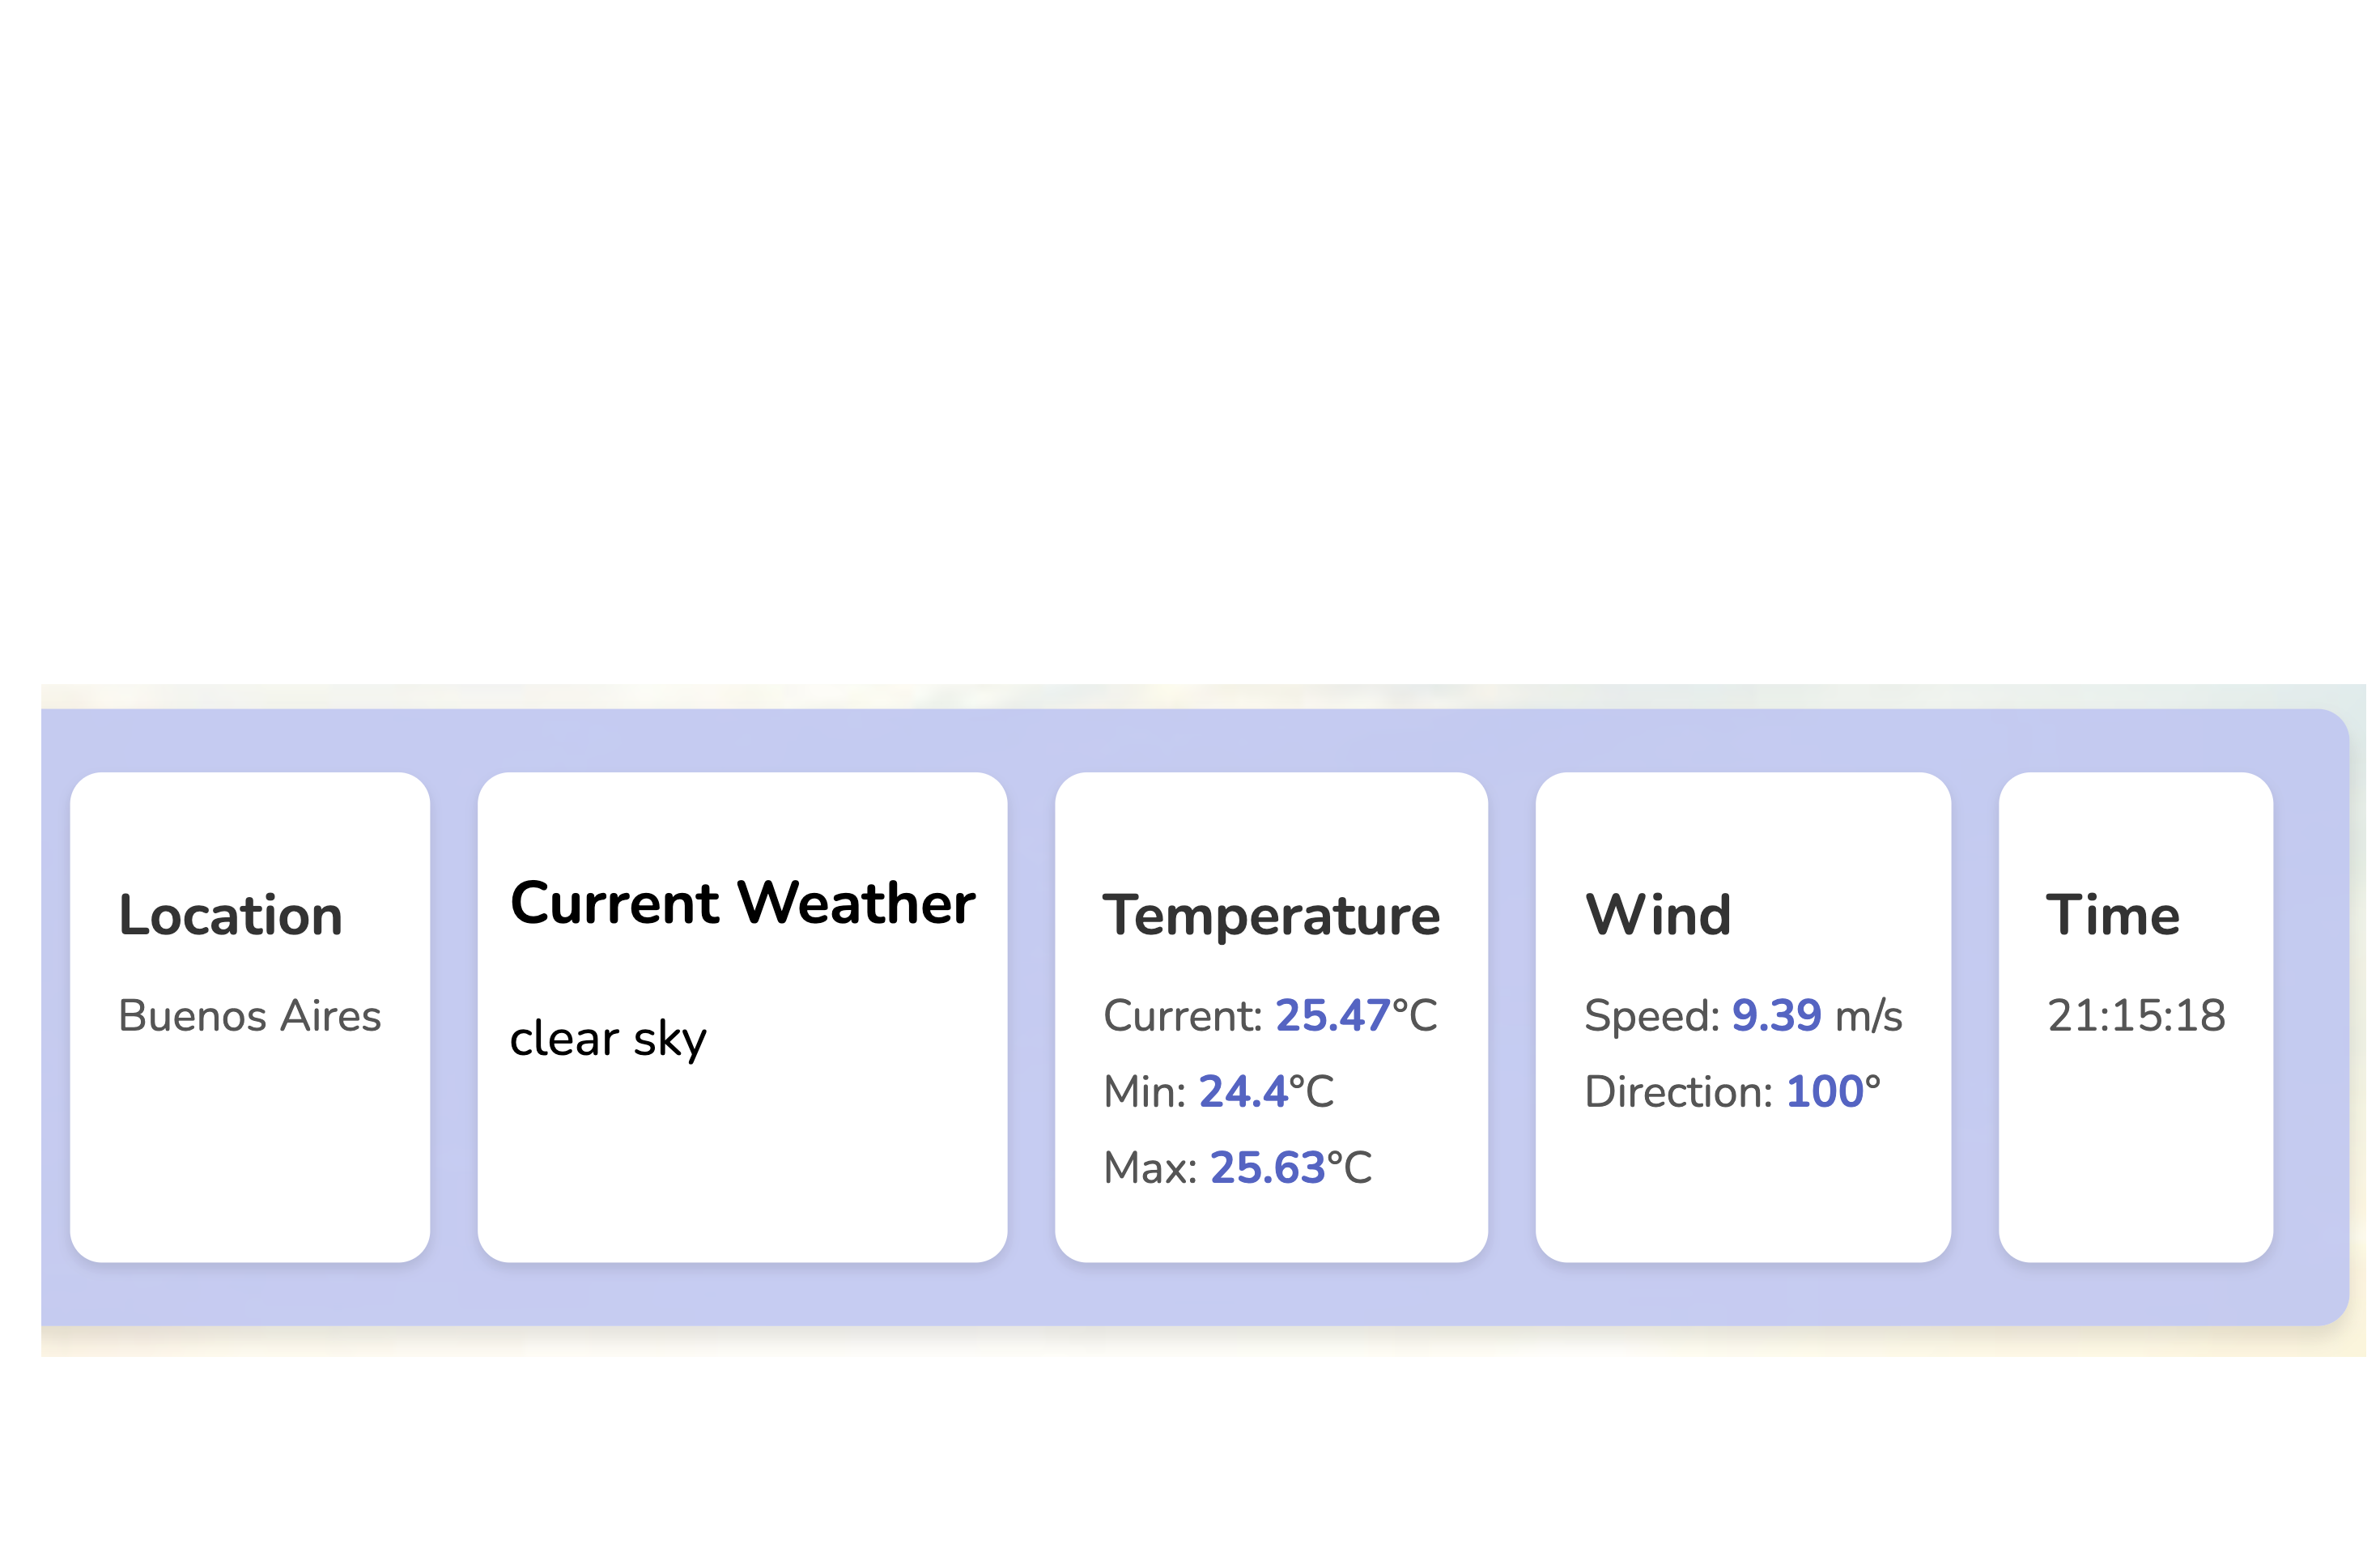 Location
Buenos Aires
Current Weather
clear sky
Temperature
Current: 25.47°C
Min: 24.4°C
Max: 25.63°C
Wind
Speed: 9.39 m/s
Direction: 100°
Time
21:15:18